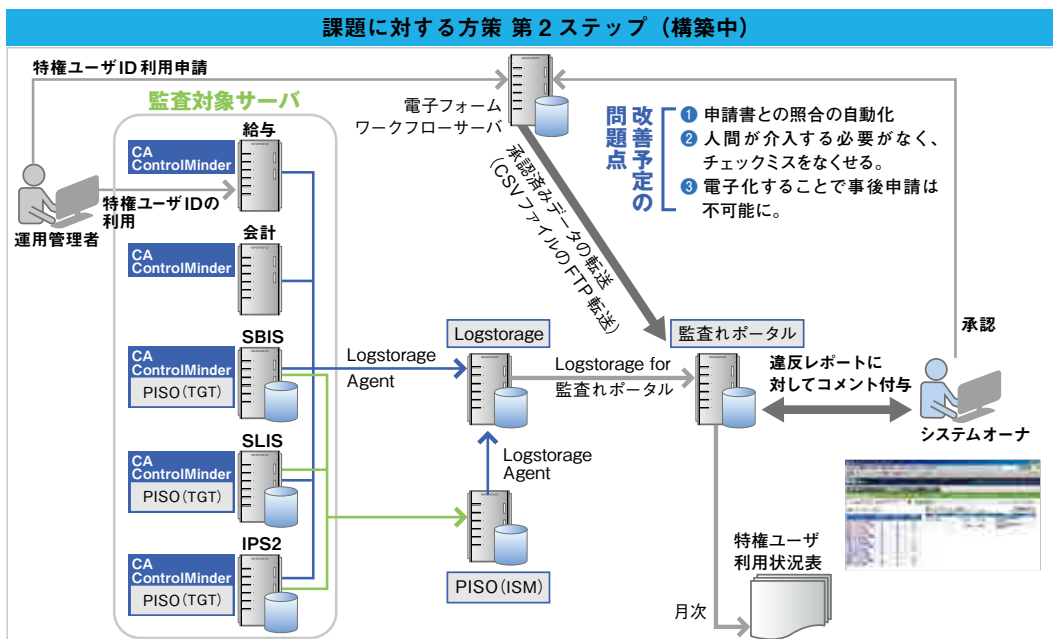 課題に対する方策 第2ステップ（構築中）
特権ユーザID利用申請
監査対象サーバ
電子フォーム
ワークフローサーバ
改善予定の
問題点
❶ 申請書との照合の自動化
❷ 人間が介入する必要がなく、
チェックミスをなくせる。
❸ 電子化することで事後申請は
不可能に。
給与
CA
ControlMinder
特権ユーザIDの
利用
運用管理者
会計
CA
ControlMinder
承認済みデータの転送
（CSVファイルのFTP転送）
SBIS
CA
ControlMinder
PISO(TGT)
Logstorage
Agent
Logstorage
Logstorage for
監査れポータル
監査れポータル
承認
違反レポートに
対してコメント付与
システムオーナ
SLIS
CA
ControlMinder
PISO(TGT)
Logstorage
Agent
IPS2
CA
ControlMinder
PISO(TGT)
PISO(ISM)
特権ユーザ
利用状況表
月次